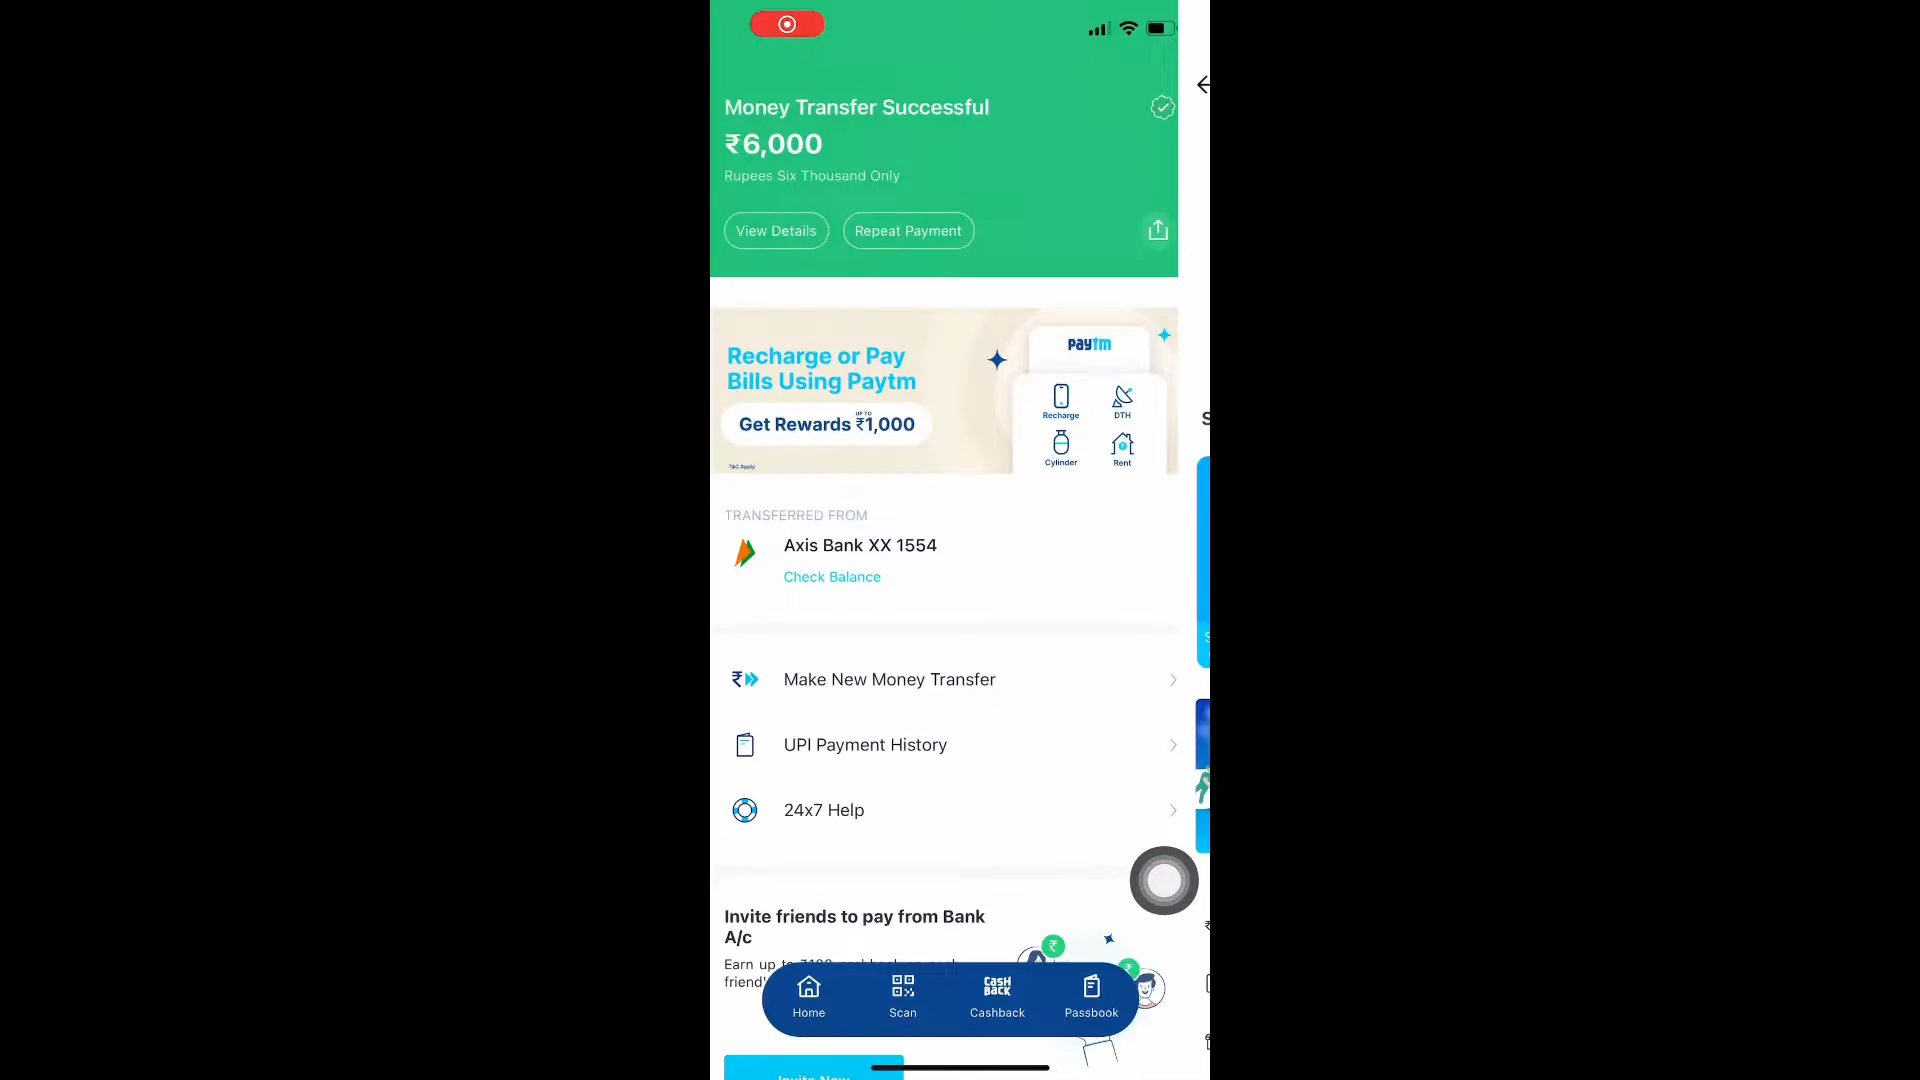 Money Transfer Successful
₹6,000
Rupees Six Thousand Only
View Details
Repeat Payment
Recharge or Pay
Bills Using Paytm
UP TO
Get Rewards ₹1,000
T&C Apply
paytm
Recharge
DTH
Cylinder
Rent
TRANSFERRED FROM
Axis Bank XX 1554
Check Balance
Make New Money Transfer
UPI Payment History
24x7 Help
Invite friends to pay from Bank
A/c
Earn up to ₹100 cashback on each
friend'
Home
Scan
CASH BACK
Cashback
Passbook
Invite Now